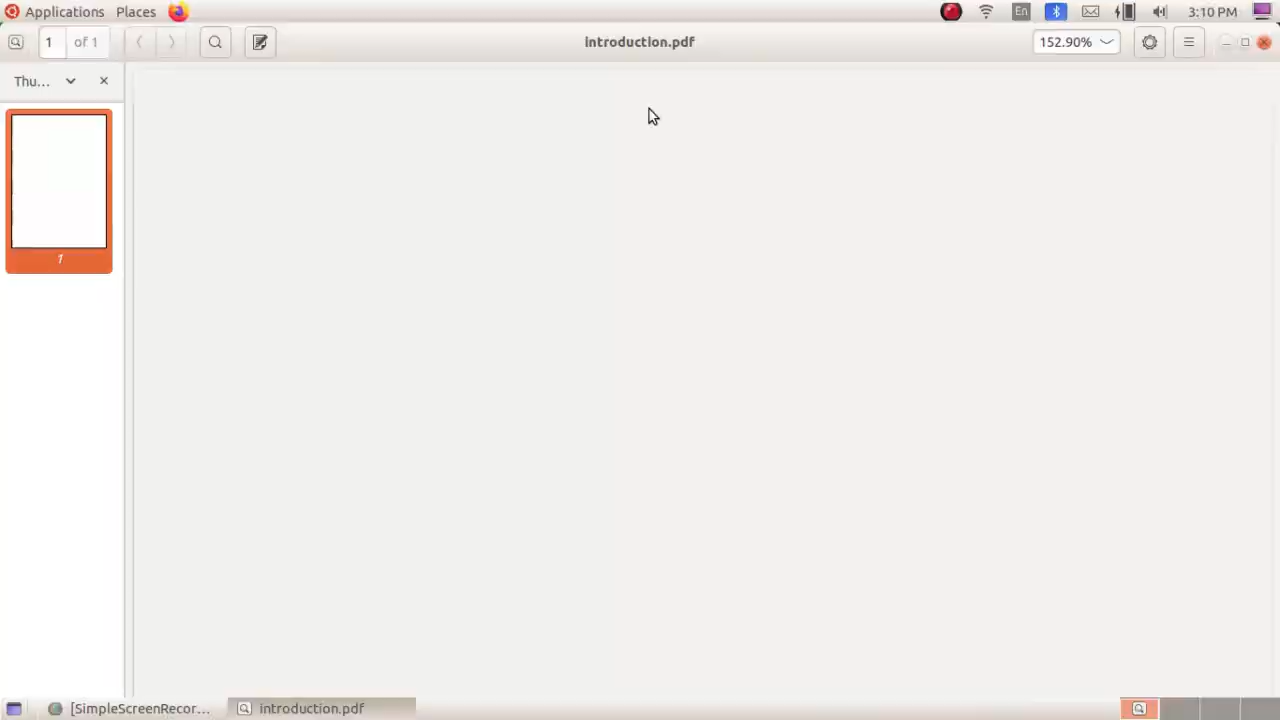 Applications Places En 3:10 PM
1 of 1 introduction.pdf 152.90%
Thu...
1
[SimpleScreenRecor... introduction.pdf